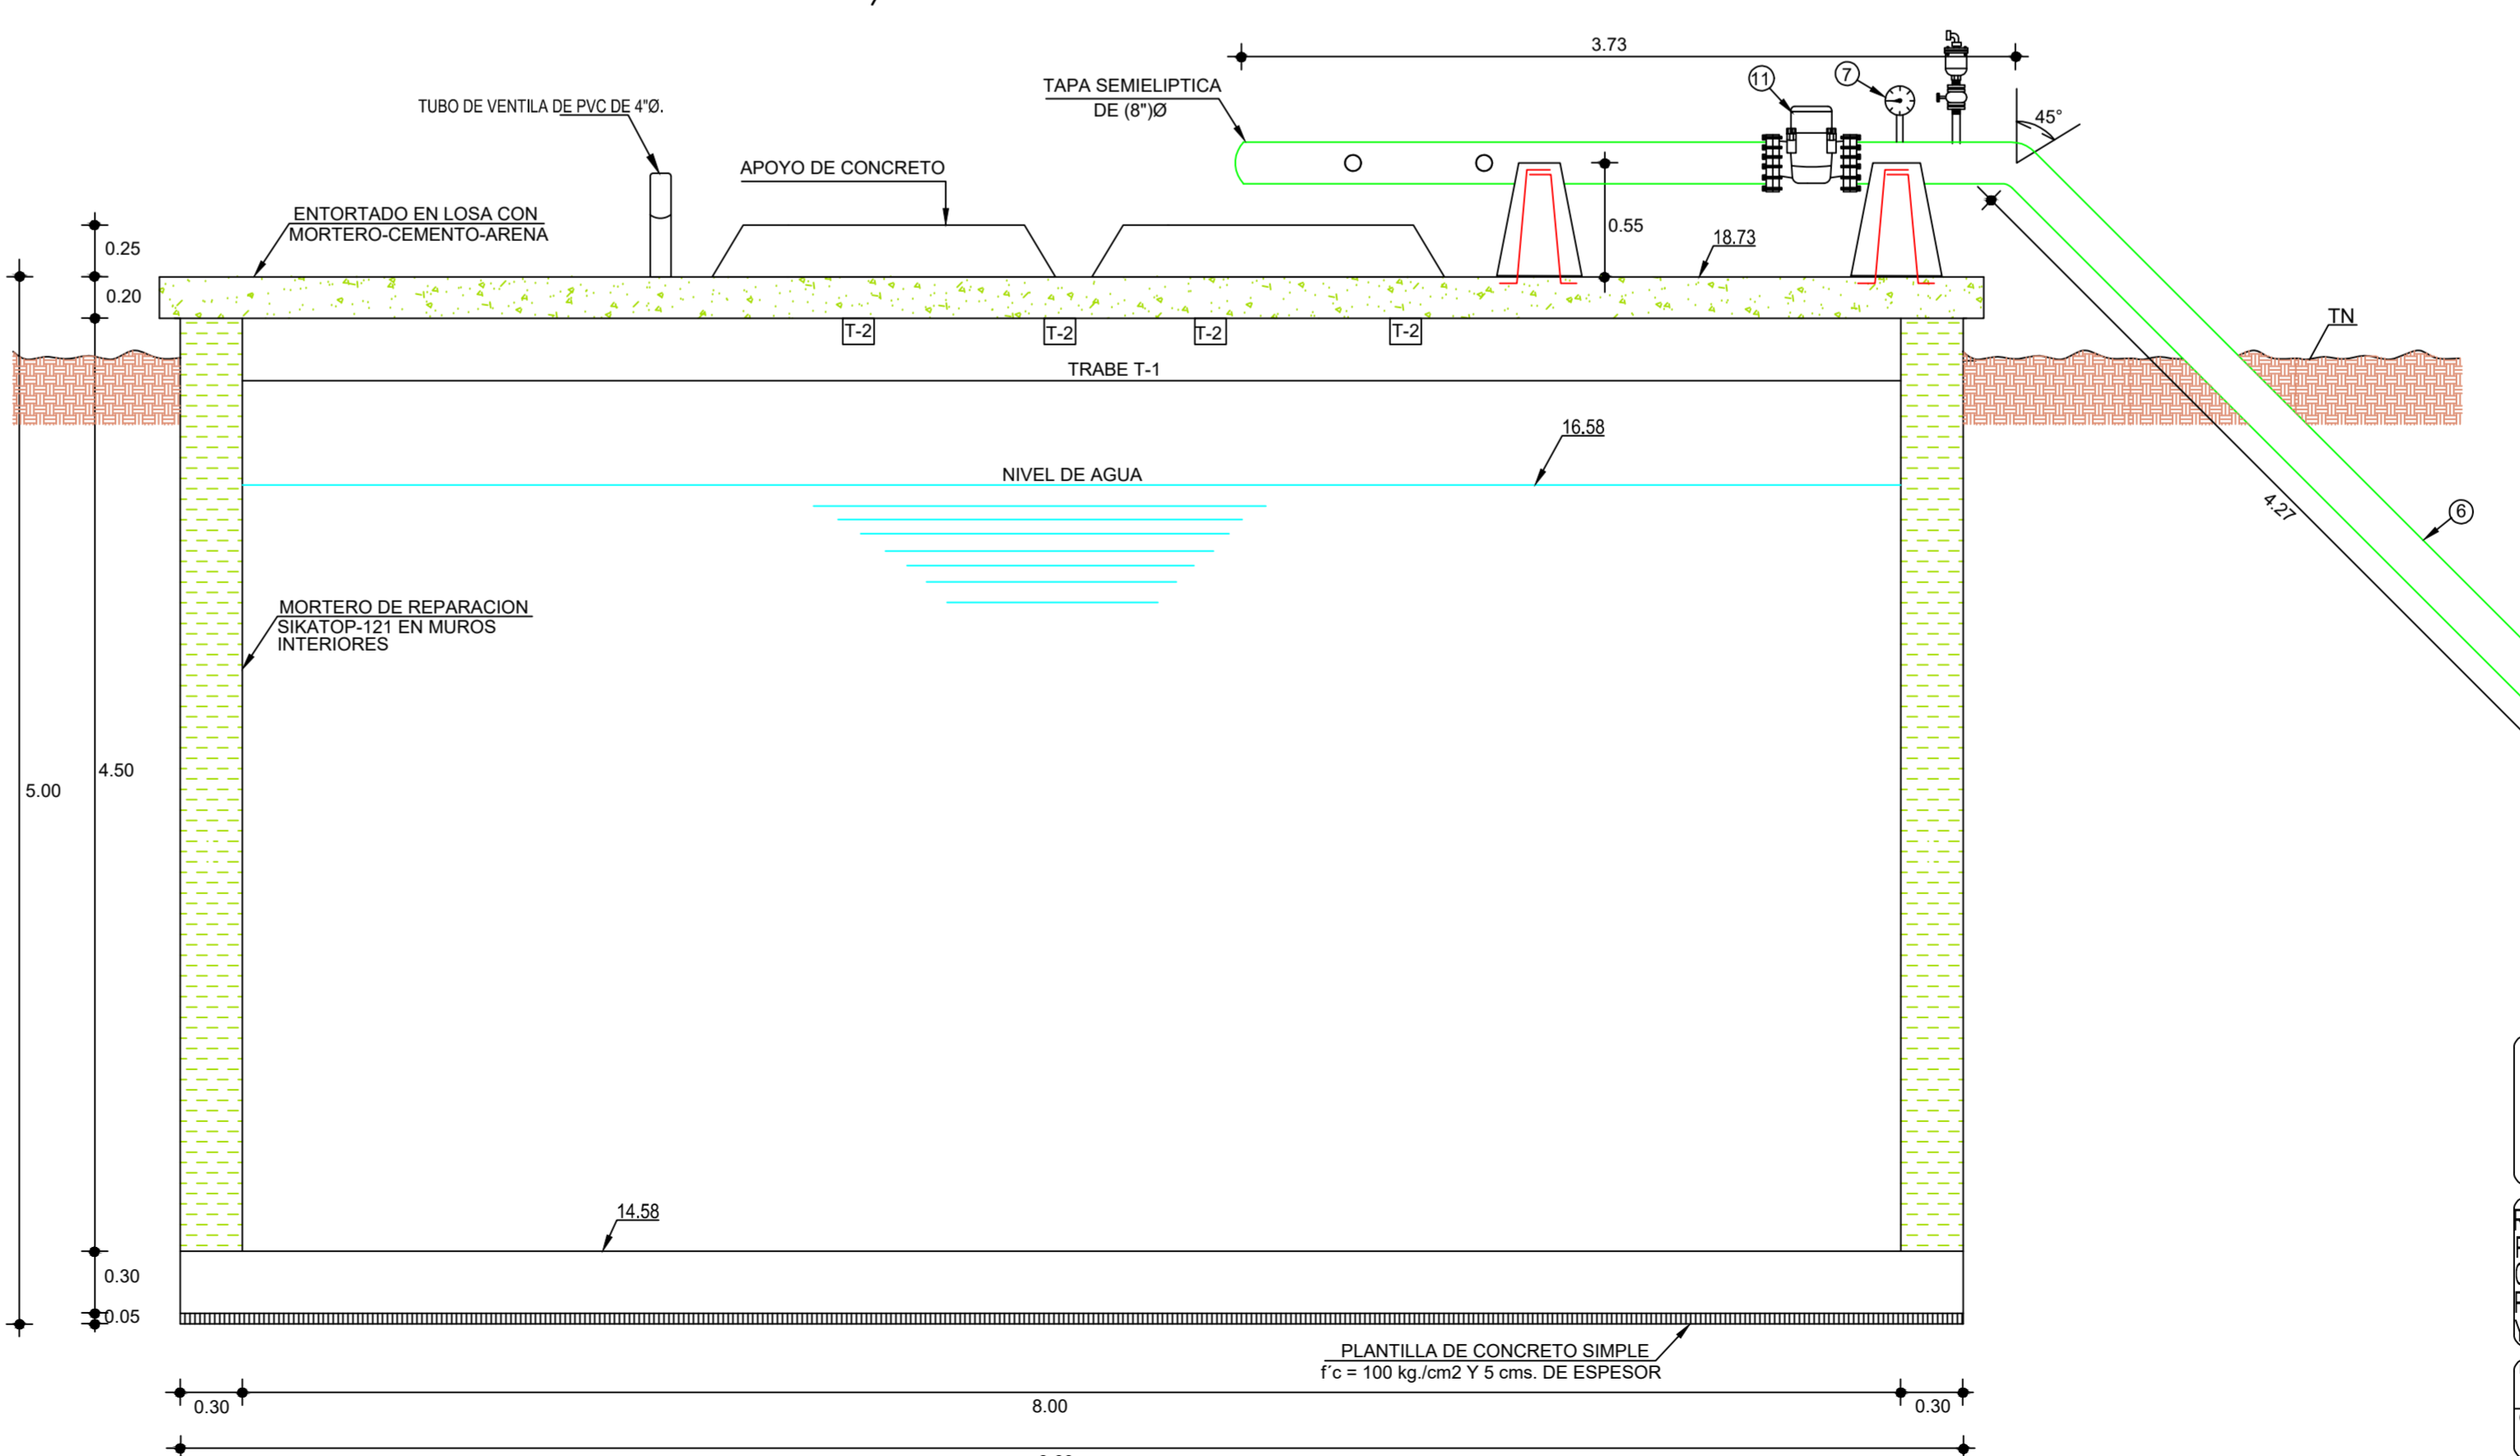 3.73
TAPA SEMIELIPTICA
DE (8")Ø
11
7
45°
TUBO DE VENTILA DE PVC DE 4"Ø.
APOYO DE CONCRETO
ENTORTADO EN LOSA CON
MORTERO-CEMENTO-ARENA
0.55
18.73
0.25
0.20
T-2
T-2
T-2
T-2
TN
TRABE T-1
16.58
NIVEL DE AGUA
4.27
6
MORTERO DE REPARACION
SIKATOP-121 EN MUROS
INTERIORES
4.50
5.00
14.58
0.30
0.05
PLANTILLA DE CONCRETO SIMPLE
f´c = 100 kg./cm2 Y 5 cms. DE ESPESOR
0.30
8.00
0.30